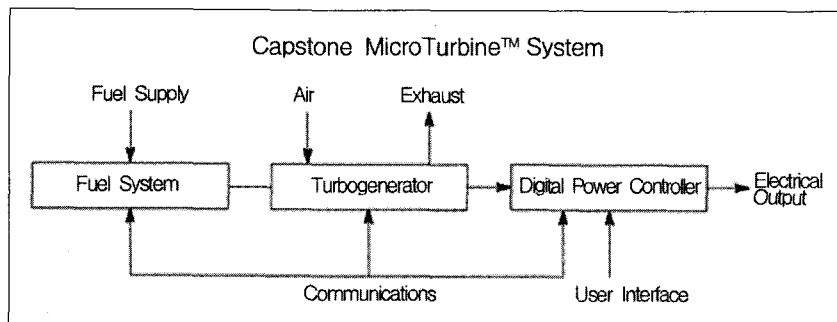 Capstone MicroTurbine™ System
Fuel Supply
Air
Exhaust
Fuel System
Turbogenerator
Digital Power Controller
Electrical
Output
Communications
User Interface